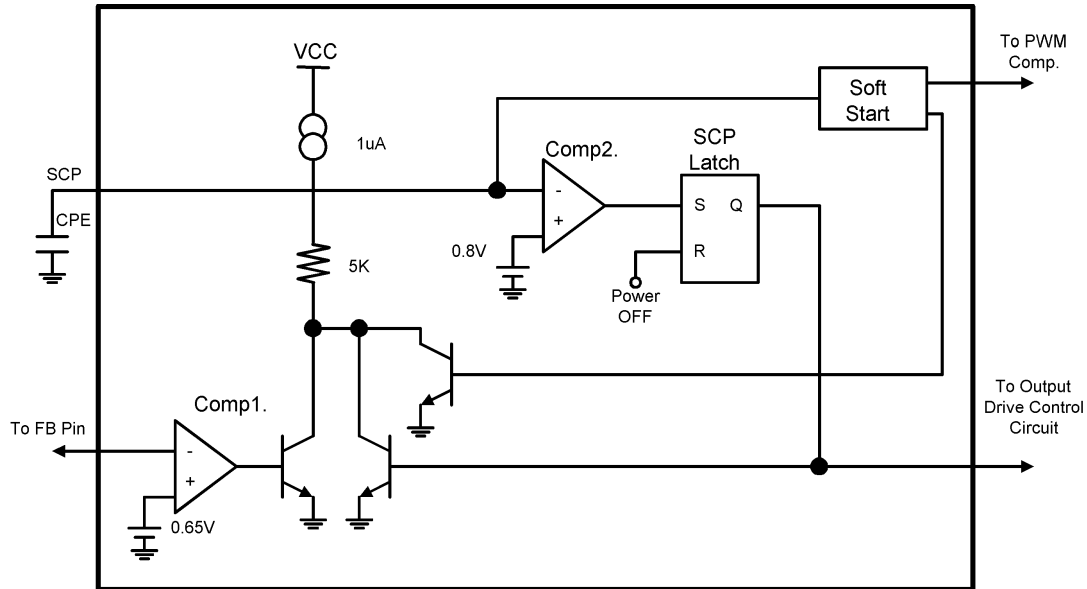 VCC
1uA
SCP
CPE
5K
Comp2.
-
+
0.8V
SCP
Latch
S
Q
R
Power
OFF
Soft
Start
To PWM
Comp.
Comp1.
To FB Pin
-
+
0.65V
To Output
Drive Control
Circuit